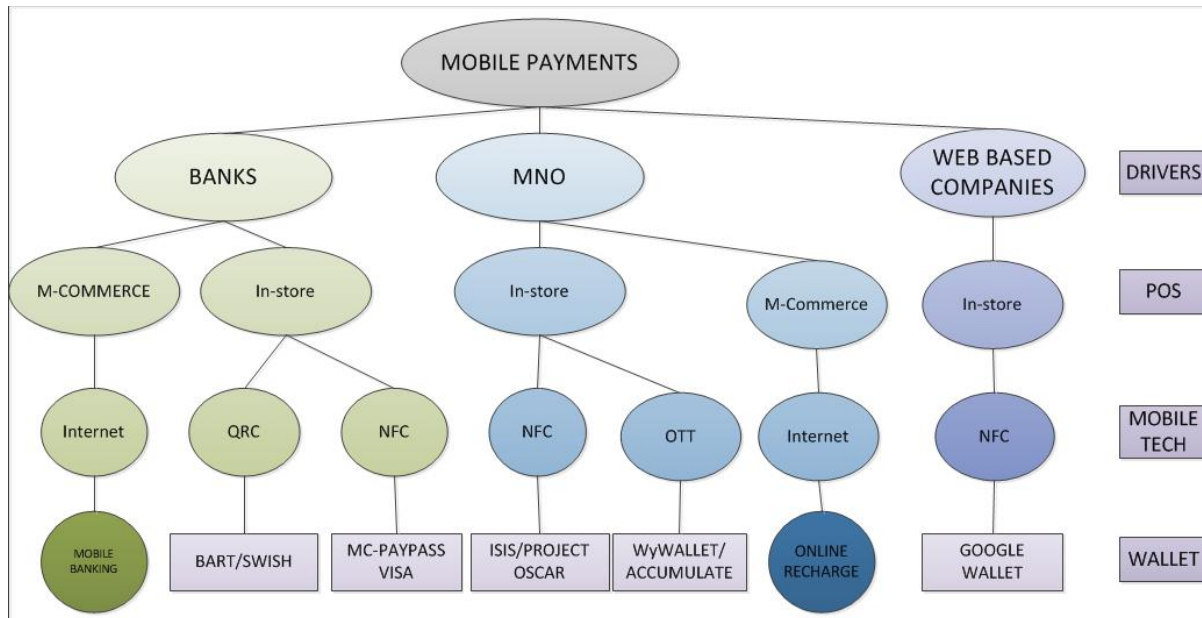 MOBILE PAYMENTS
BANKS
MNO
WEB BASED
COMPANIES
DRIVERS
M-COMMERCE
In-store
In-store
M-Commerce
In-store
POS
Internet
QRC
NFC
NFC
OTT
Internet
NFC
MOBILE
TECH
MOBILE
BANKING
BART/SWISH
MC-PAYPASS
VISA
ISIS/PROJECT
OSCAR
WyWALLET/
ACCUMULATE
ONLINE
RECHARGE
GOOGLE
WALLET
WALLET